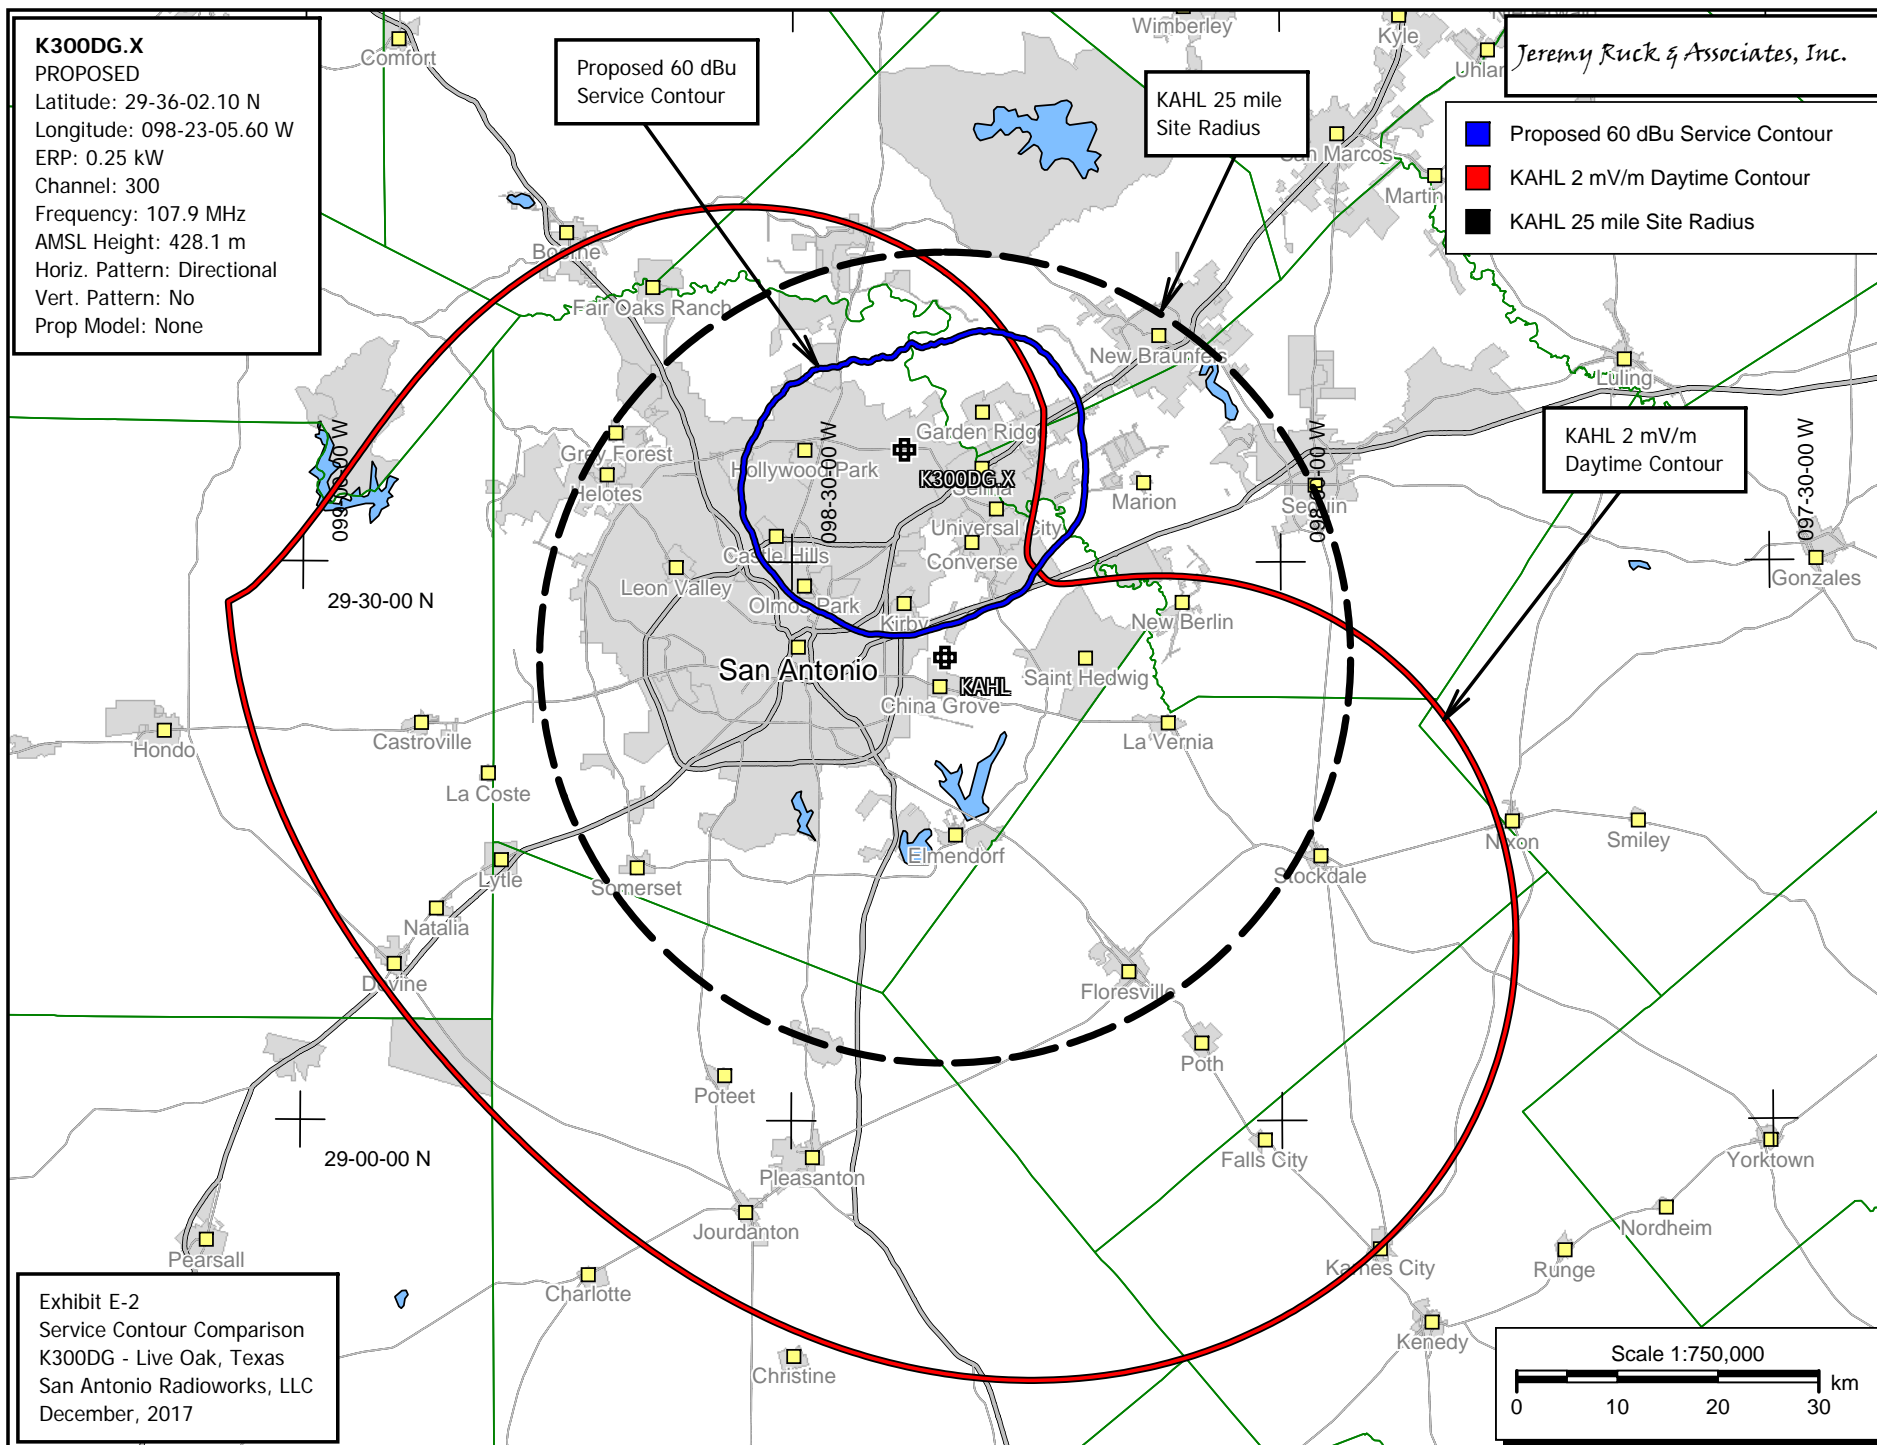 K300DG.X
PROPOSED
Latitude: 29-36-02.10 N
Longitude: 098-23-05.60 W
ERP: 0.25 kW
Channel: 300
Frequency: 107.9 MHz
AMSL Height: 428.1 m
Horiz. Pattern: Directional
Vert. Pattern: No
Prop Model: None
Proposed 60 dBu
Service Contour
KAHL 25 mile
Site Radius
Jeremy Ruck & Associates, Inc.
Proposed 60 dBu Service Contour
KAHL 2 mV/m Daytime Contour
KAHL 25 mile Site Radius
KAHL 2 mV/m
Daytime Contour
Comfort
Wimberley
Kyle
San Marcos
Boerne
Fair Oaks Ranch
New Braunfels
Luling
Garden Ridge
Grey Forest
Hollywood Park
Helotes
K300DG.X
Selma
Marion
Seguin
099-00-00 W
098-30-00 W
097-30-00 W
Universal City
Castle Hills
Converse
Leon Valley
Gonzales
29-30-00 N
Olmos Park
Kirby
New Berlin
San Antonio
Saint Hedwig
KAHL
China Grove
Hondo
Castroville
La Vernia
La Coste
Elmendorf
Nixon
Smiley
Lytle
Somerset
Stockdale
Natalia
Devine
Floresville
Poth
Poteet
29-00-00 N
Falls City
Yorktown
Pleasanton
Jourdanton
Nordheim
Pearsall
Karnes City
Runge
Charlotte
Kenedy
Christine
Exhibit E-2
Service Contour Comparison
K300DG - Live Oak, Texas
San Antonio Radioworks, LLC
December, 2017
Scale 1:750,000
km
0 10 20 30